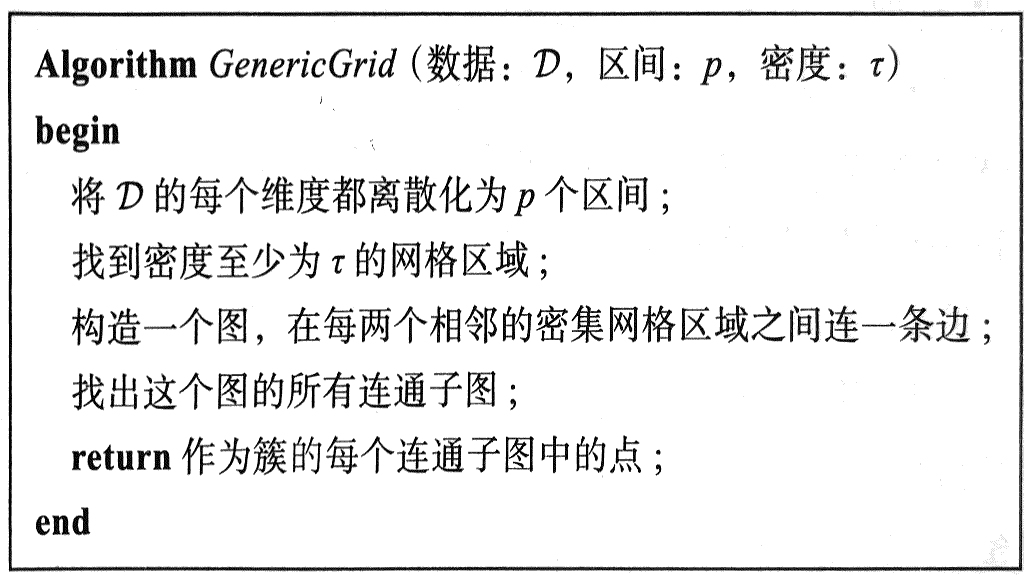 Algorithm GenericGrid（数据：𝒟，区间：p，密度：τ）
begin
将 𝒟 的每个维度都离散化为 p 个区间；
找到密度至少为 τ 的网格区域；
构造一个图，在每两个相邻的密集网格区域之间连一条边；
找出这个图的所有连通子图；
return 作为簇的每个连通子图中的点；
end